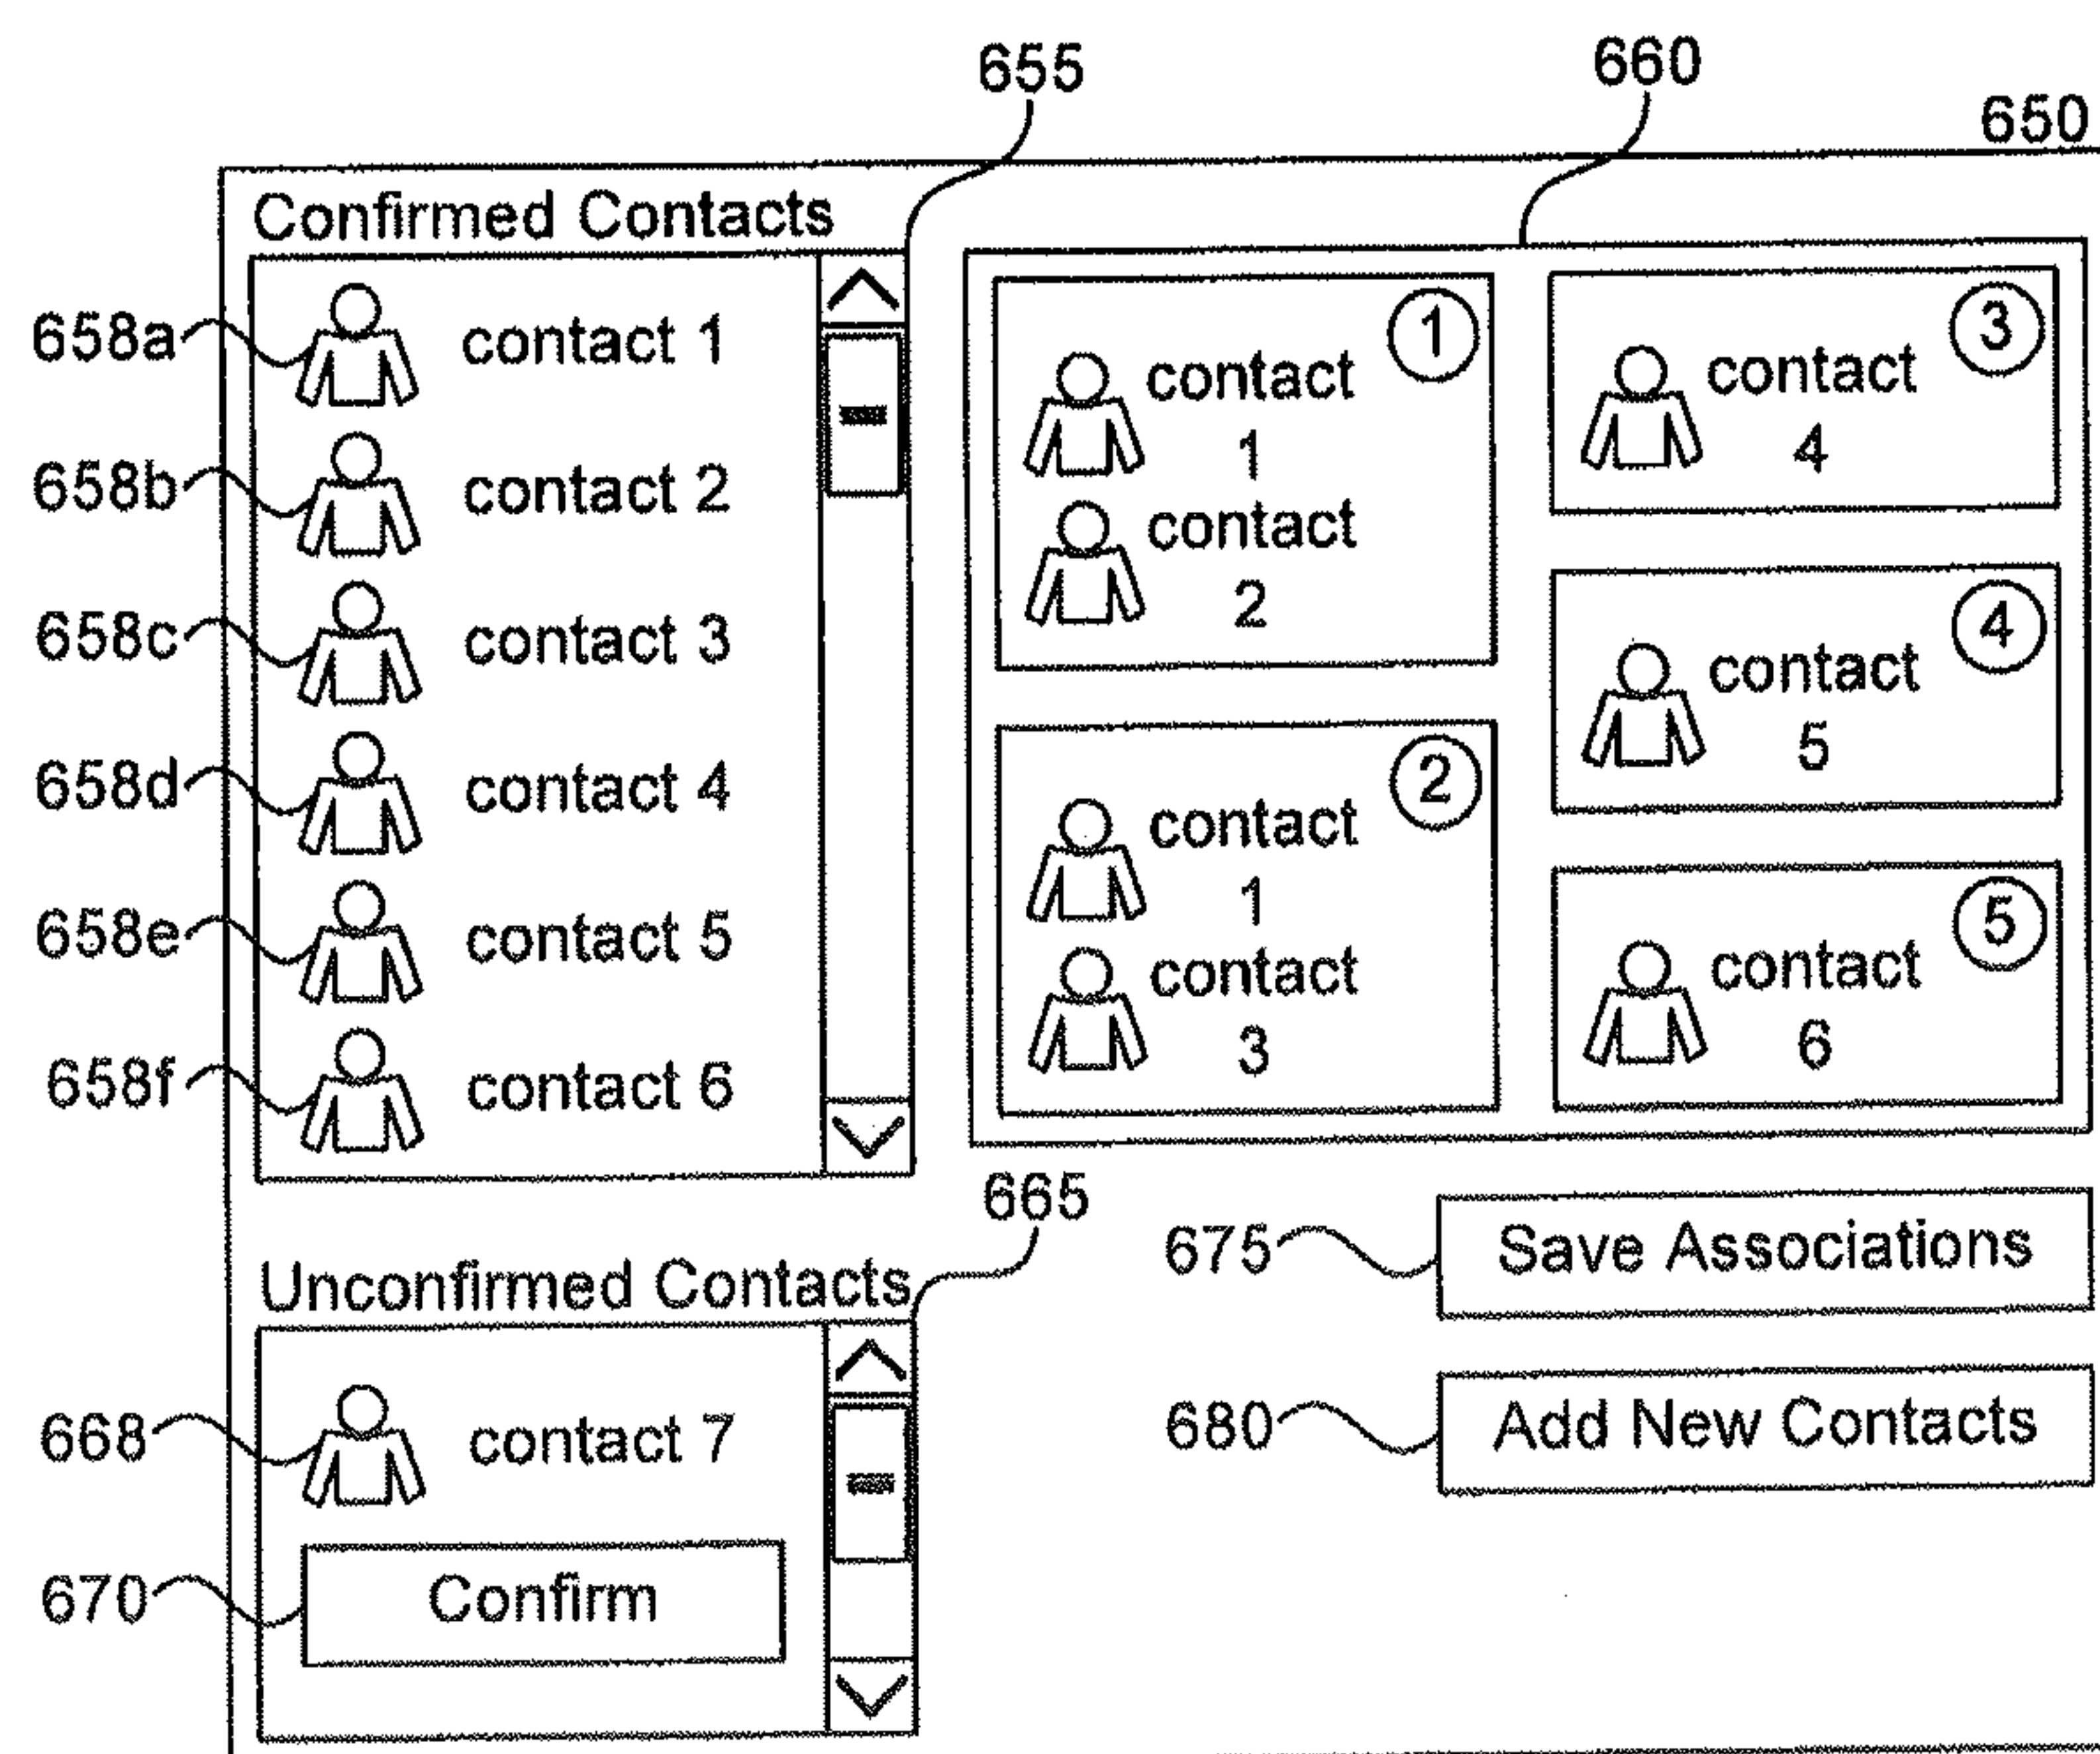 655
660
650
Confirmed Contacts
658a
contact 1
658b
contact 2
658c
contact 3
658d
contact 4
658e
contact 5
658f
contact 6
1
contact
1
contact
2
2
contact
1
contact
3
3
contact
4
4
contact
5
5
contact
6
665
Unconfirmed Contacts
668
contact 7
670
Confirm
675
Save Associations
680
Add New Contacts